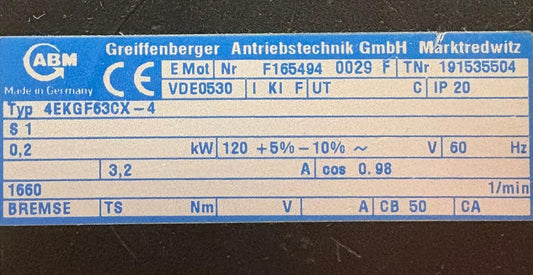 ABM
Made in Germany
CE
Greiffenberger Antriebstechnik GmbH Marktredwitz
E Mot Nr F165494 0029 F TNr 191535504
VDE0530 I KI F UT C IP 20
Typ 4EKGF63CX-4
S 1
0,2 kW 120 +5% -10% ~ V 60 Hz
3,2 A cos 0.98
1660 1/min
BREMSE TS Nm V A CB 50 CA